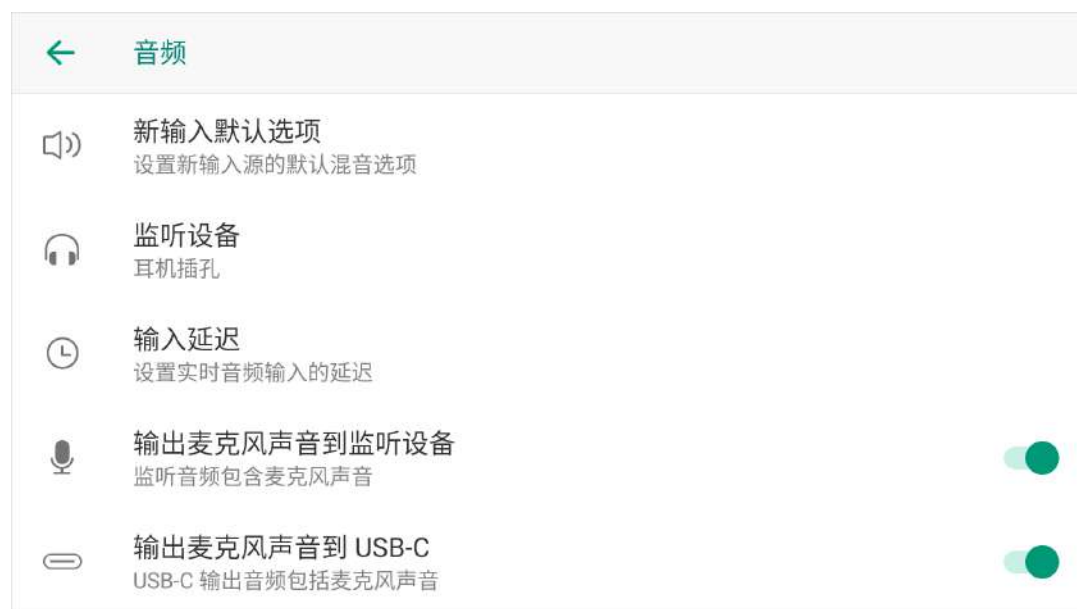 音频
新输入默认选项
设置新输入源的默认混音选项
监听设备
耳机插孔
输入延迟
设置实时音频输入的延迟
输出麦克风声音到监听设备
监听音频包含麦克风声音
输出麦克风声音到 USB-C
USB-C 输出音频包括麦克风声音